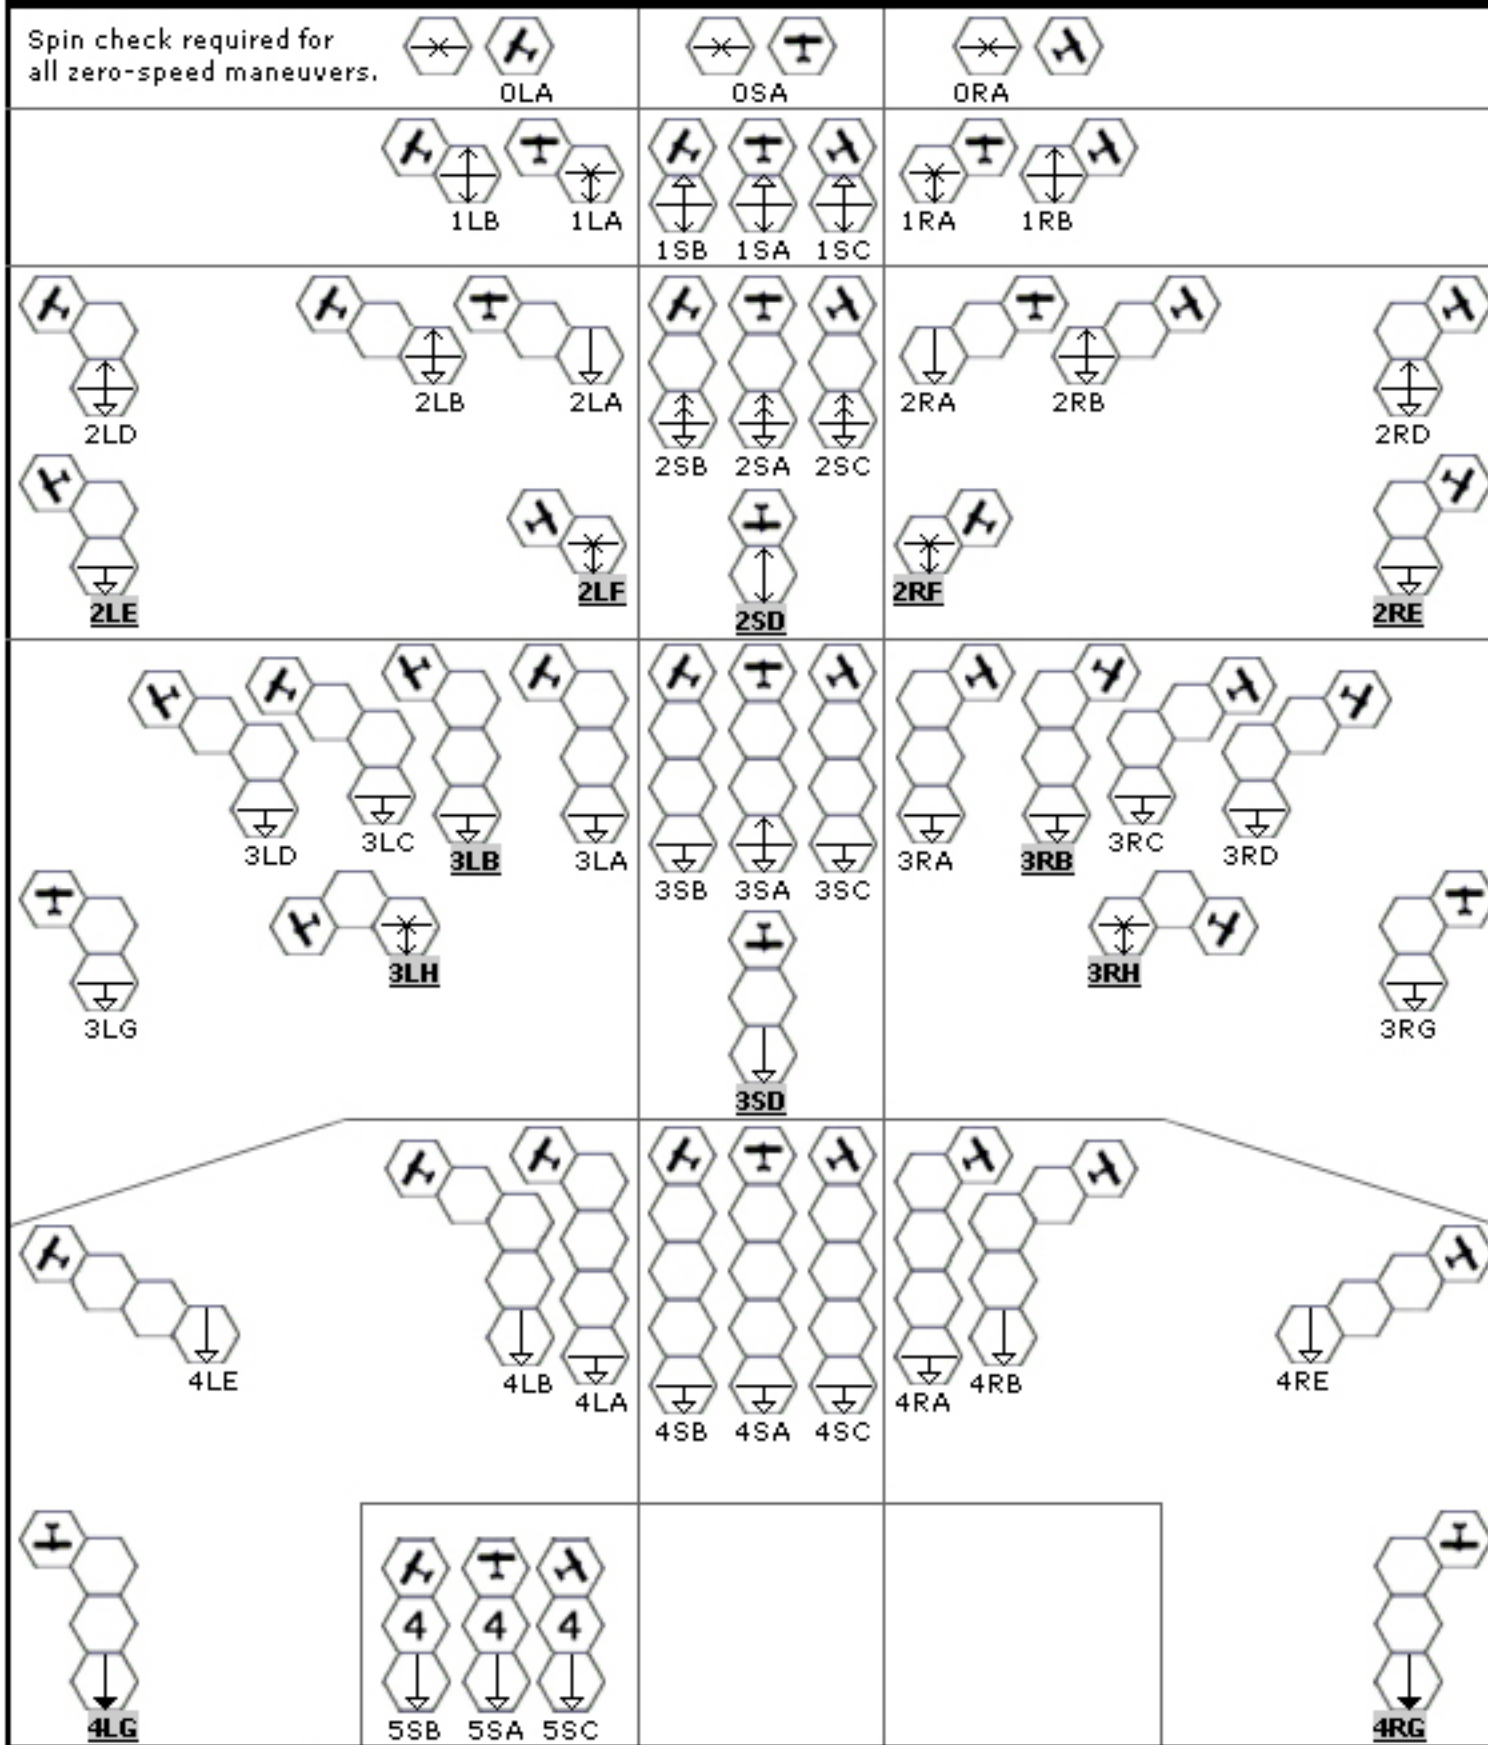 Spin check required for
all zero-speed maneuvers.
0LA
0SA
0RA
1LB
1LA
1SB
1SA
1SC
1RA
1RB
2LD
2LB
2LA
2SB
2SA
2SC
2RA
2RB
2RD
2LE
2LF
2SD
2RF
2RE
3LD
3LC
3LB
3LA
3SB
3SA
3SC
3RA
3RB
3RC
3RD
3LG
3LH
3SD
3RH
3RG
4LE
4LB
4LA
4SB
4SA
4SC
4RA
4RB
4RE
4LG
4
4
4
5SB
5SA
5SC
4RG